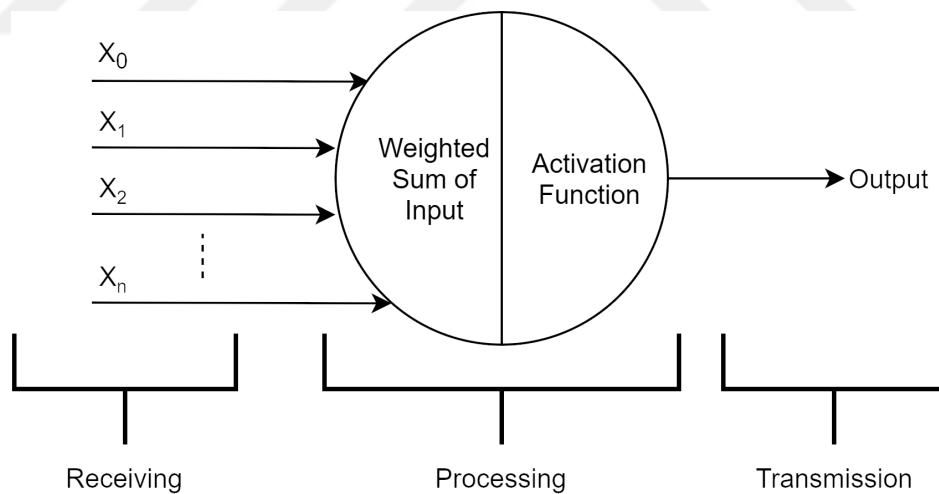 X₀
X₁
X₂
Xₙ
Weighted
Sum of
Input
Activation
Function
Output
Receiving
Processing
Transmission